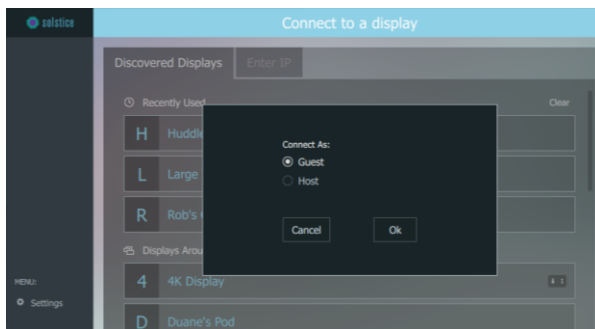 solstice
Connect to a display
Discovered Displays
Enter IP
Recently Used
Clear
H
Huddle
L
Large
R
Rob's
Displays Arou
4
4K Display
D
Duane's Pod
Connect As:
Guest
Host
Cancel
Ok
MENU:
Settings